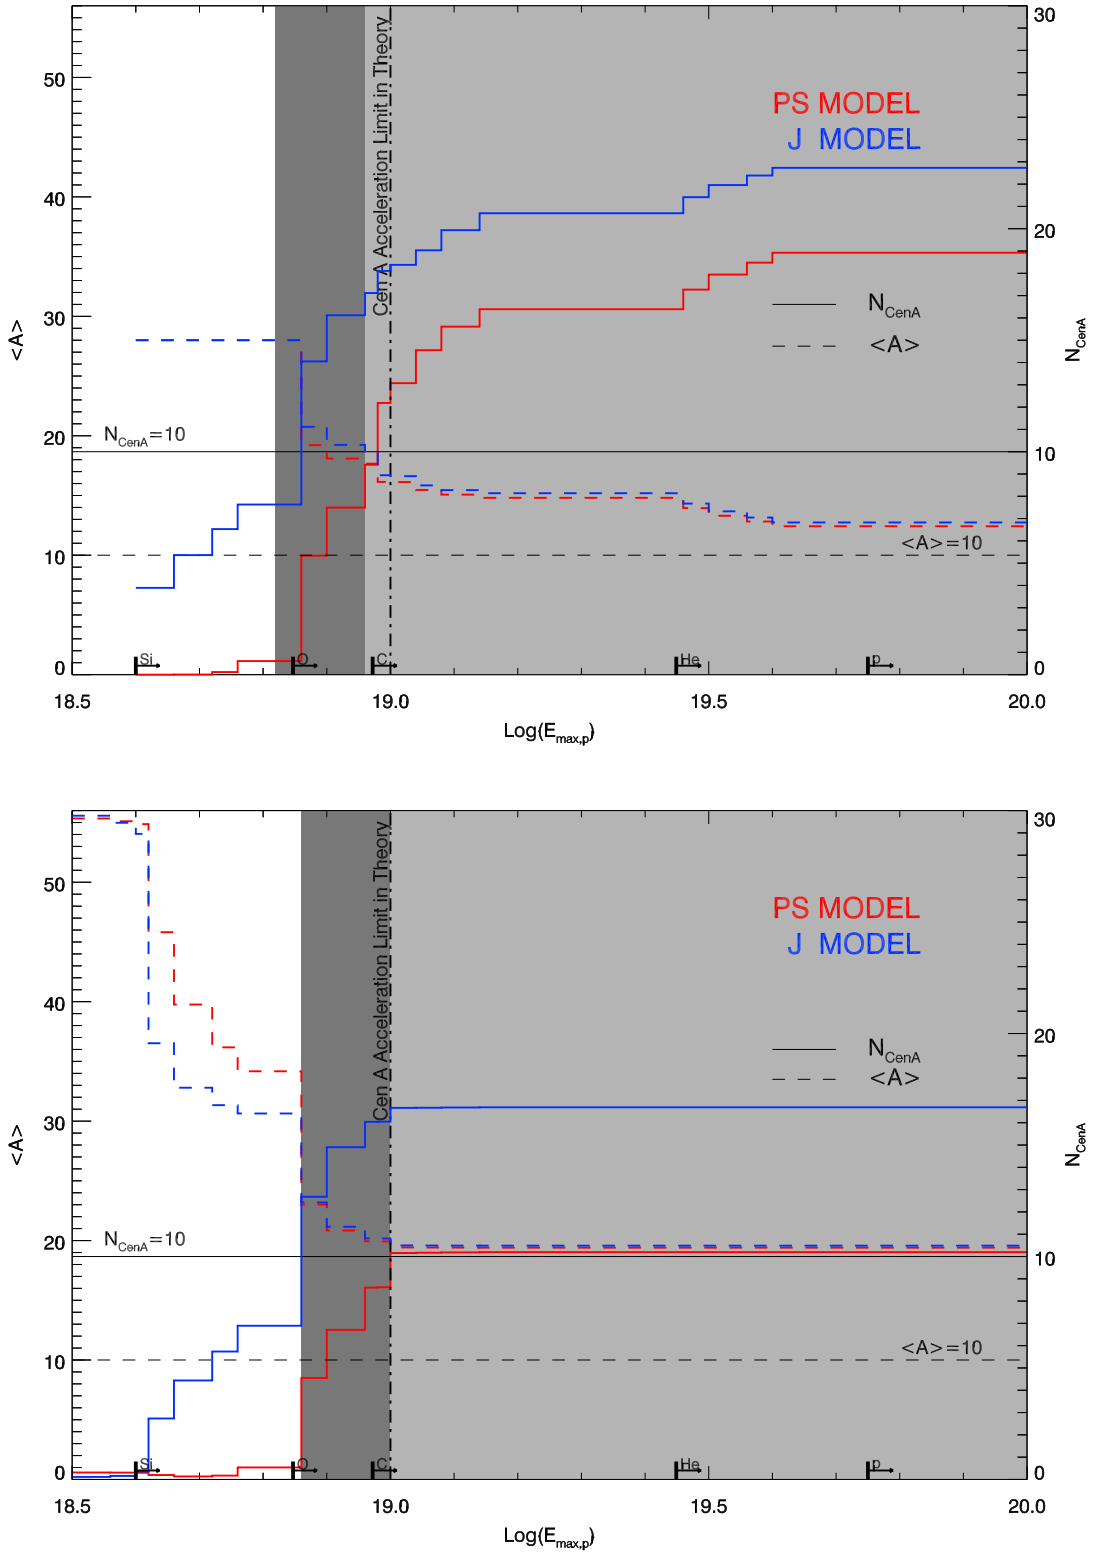 50
40
30
20
10
0
<A>
30
20
10
0
N_CenA
Cen A Acceleration Limit in Theory
PS MODEL
J MODEL
N_CenA
<A>
N_CenA=10
<A>=10
Si
O
C
He
p
18.5
19.0
19.5
20.0
Log(E_max,p)
50
40
30
20
10
0
<A>
30
20
10
0
N_CenA
Cen A Acceleration Limit in Theory
PS MODEL
J MODEL
N_CenA
<A>
N_CenA=10
<A>=10
Si
O
C
He
p
18.5
19.0
19.5
20.0
Log(E_max,p)